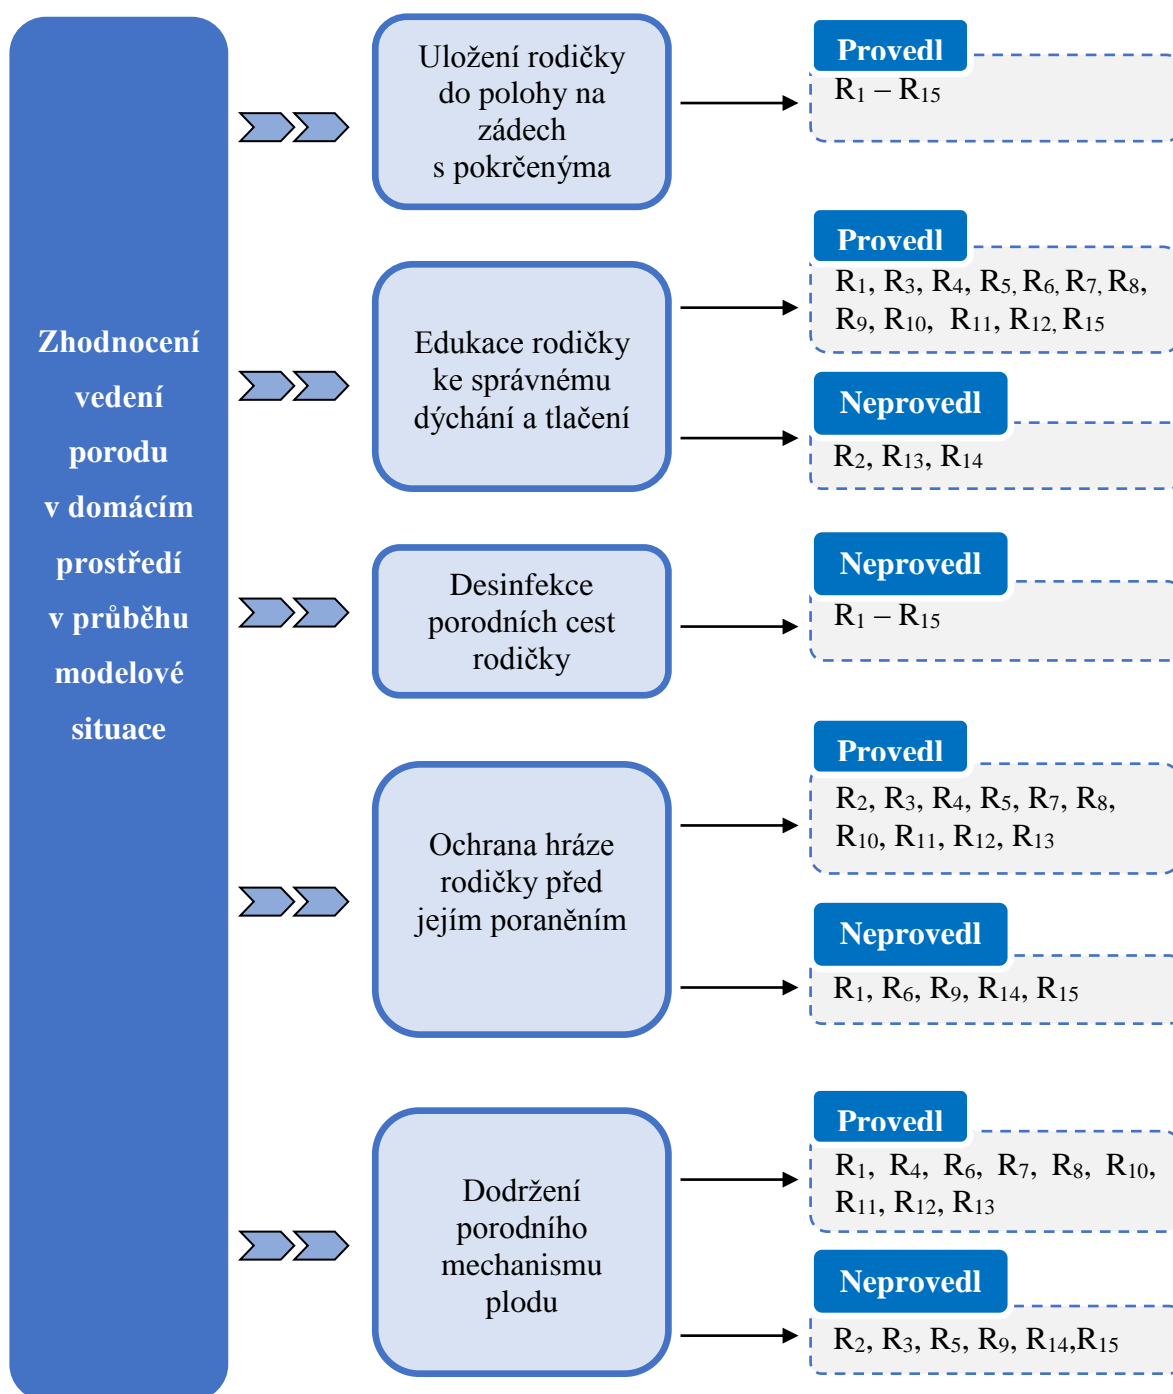 Zhodnocení
vedení
porodu
v domácím
prostředí
v průběhu
modelové
situace
Uložení rodičky
do polohy na
zádech
s pokrčenýma
Provedl
R₁ – R₁₅
Edukace rodičky
ke správnému
dýchání a tlačení
Provedl
R₁, R₃, R₄, R₅, R₆, R₇, R₈,
R₉, R₁₀, R₁₁, R₁₂, R₁₅
Neprovedl
R₂, R₁₃, R₁₄
Desinfekce
porodních cest
rodičky
Neprovedl
R₁ – R₁₅
Ochrana hráze
rodičky před
jejím poraněním
Provedl
R₂, R₃, R₄, R₅, R₇, R₈,
R₁₀, R₁₁, R₁₂, R₁₃
Neprovedl
R₁, R₆, R₉, R₁₄, R₁₅
Dodržení
porodního
mechanismu
plodu
Provedl
R₁, R₄, R₆, R₇, R₈, R₁₀,
R₁₁, R₁₂, R₁₃
Neprovedl
R₂, R₃, R₅, R₉, R₁₄,R₁₅